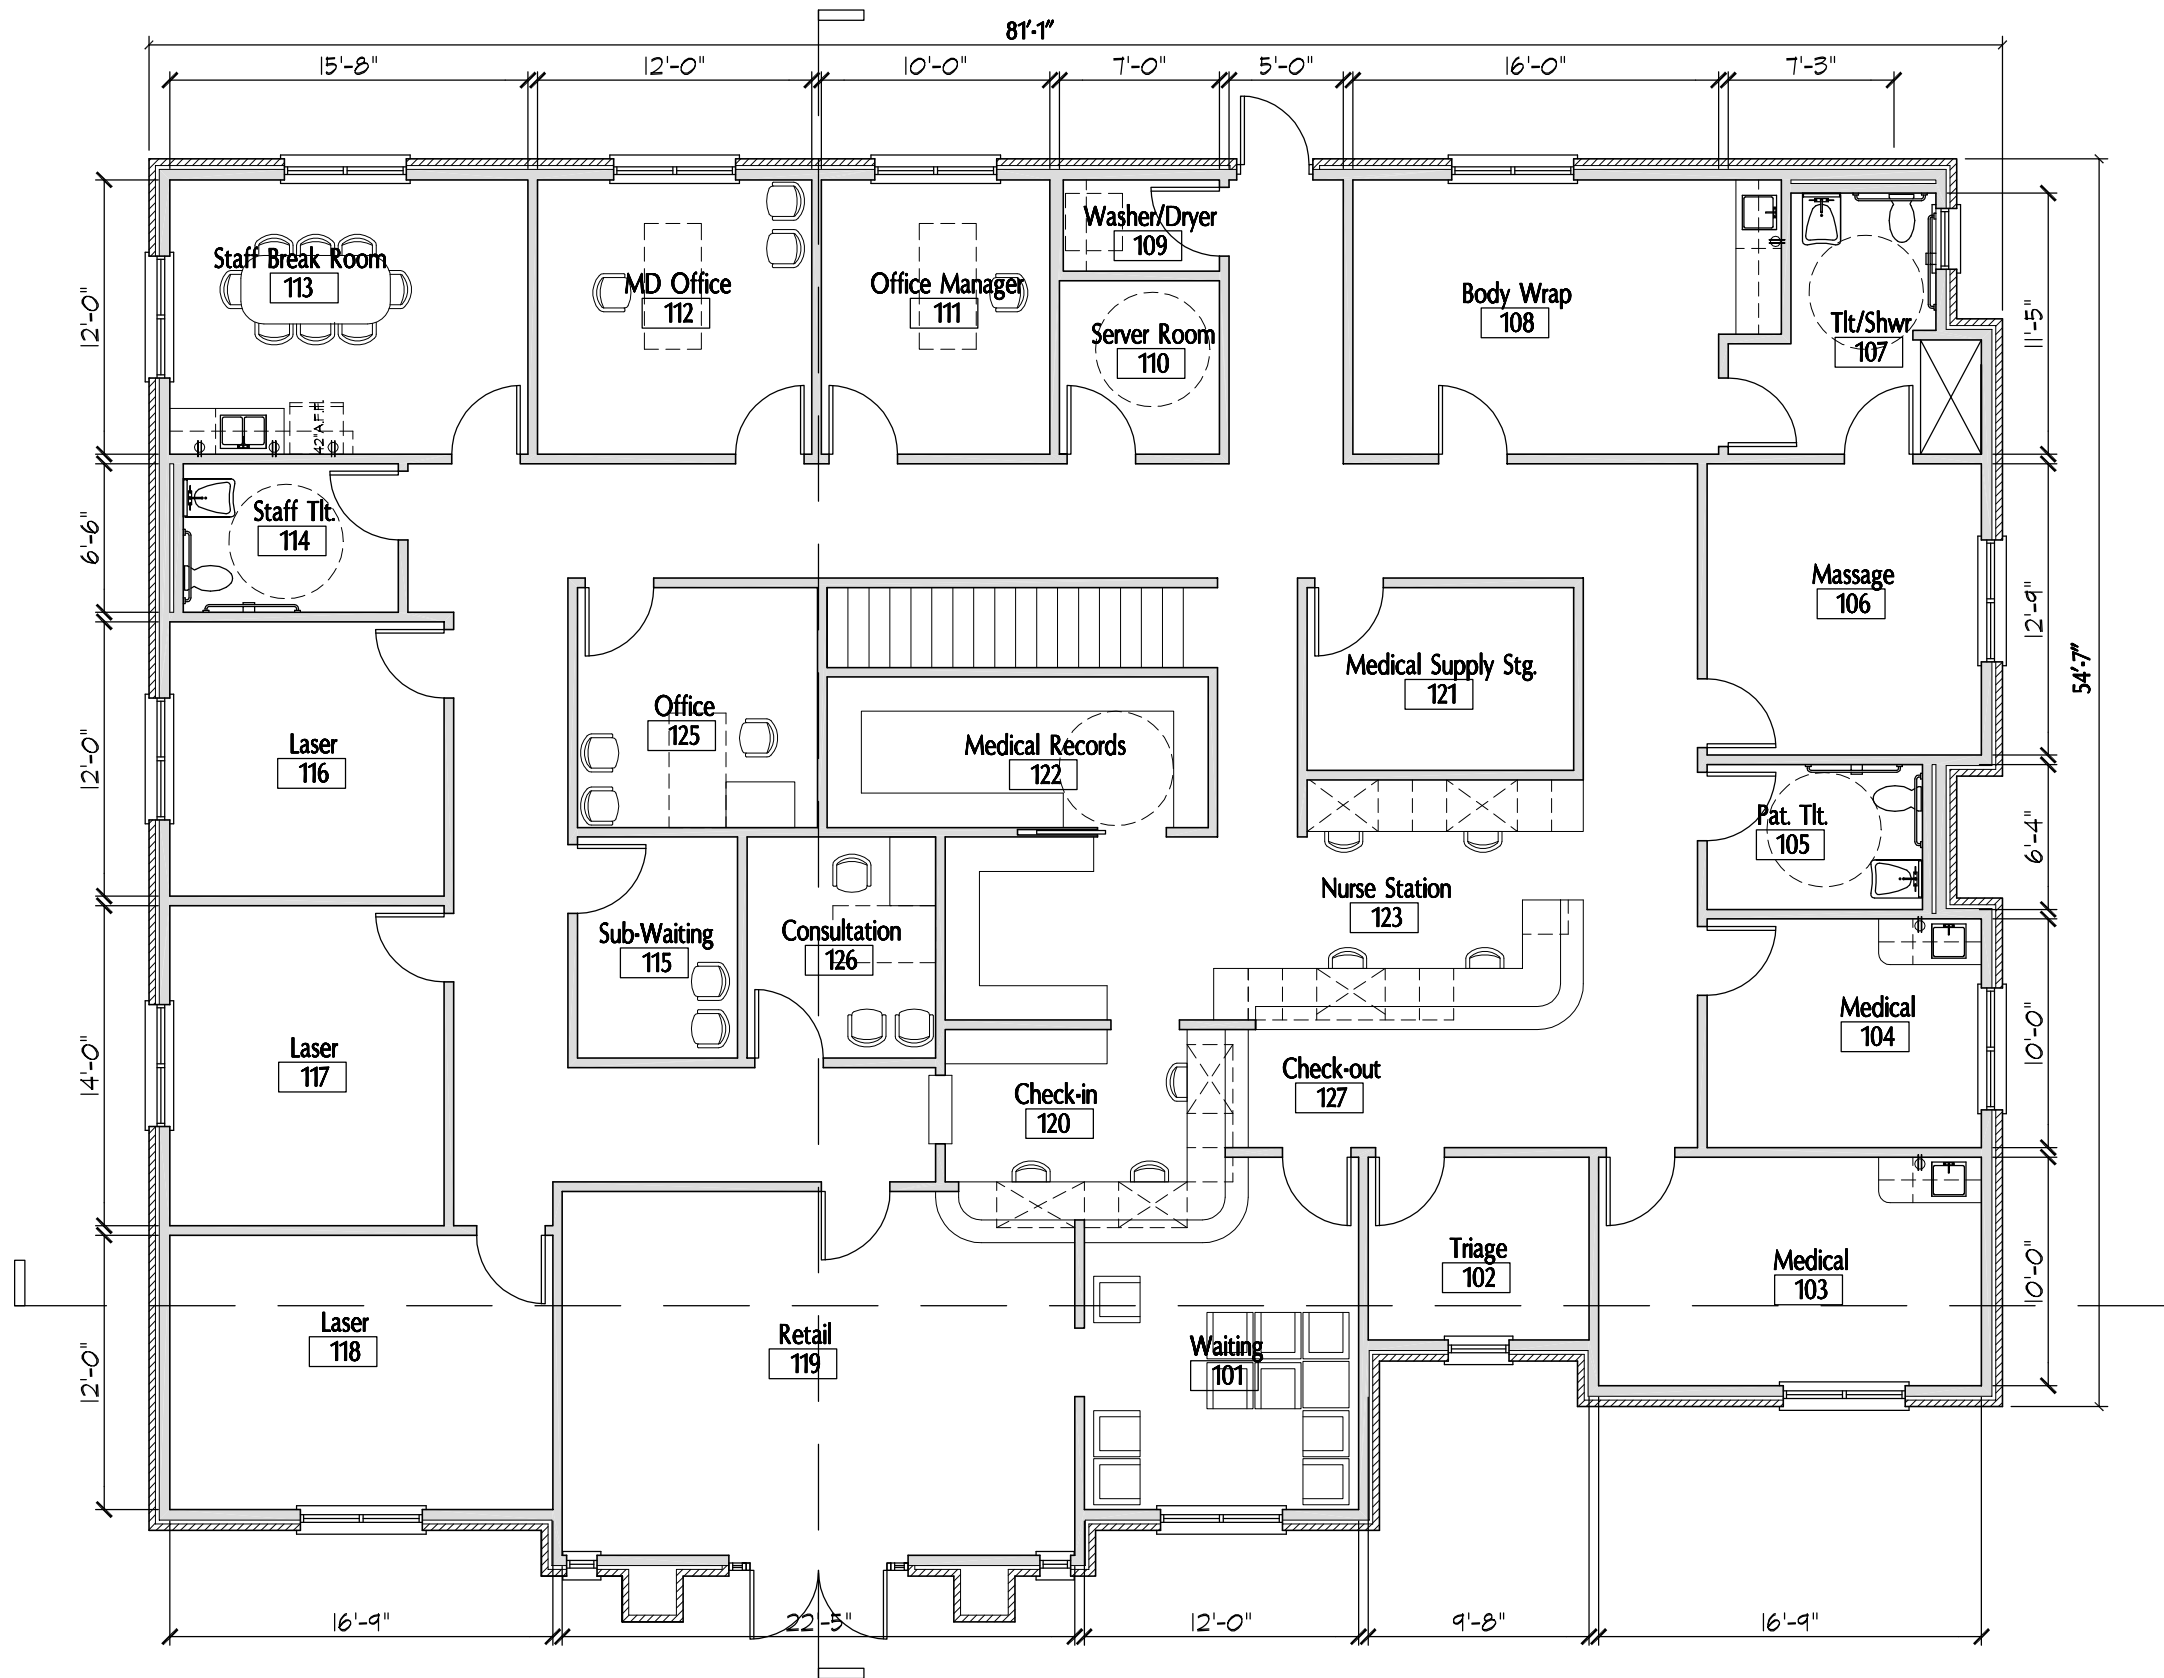 81'-1"
15'-8" 12'-0" 10'-0" 7'-0" 5'-0" 16'-0" 7'-3"
Washer/Dryer
109
Staff Break Room
113
MD Office
112
Office Manager
111
Body Wrap
108
Server Room
110
Tlt/Shwr
107
12'-0"
11'-5"
42"A.F.F.
Staff Tlt.
114
6'-6"
Massage
106
12'-9"
54'-7"
Medical Supply Stg.
121
Office
125
Laser
116
Medical Records
122
12'-0"
Pat. Tlt.
105
6'-4"
Nurse Station
123
Sub-Waiting
115
Consultation
126
Medical
104
10'-0"
Laser
117
14'-0"
Check-in
120
Check-out
127
Triage
102
Medical
103
10'-0"
Laser
118
Retail
119
Waiting
101
12'-0"
16'-9" 22'-5" 12'-0" 9'-8" 16'-9"